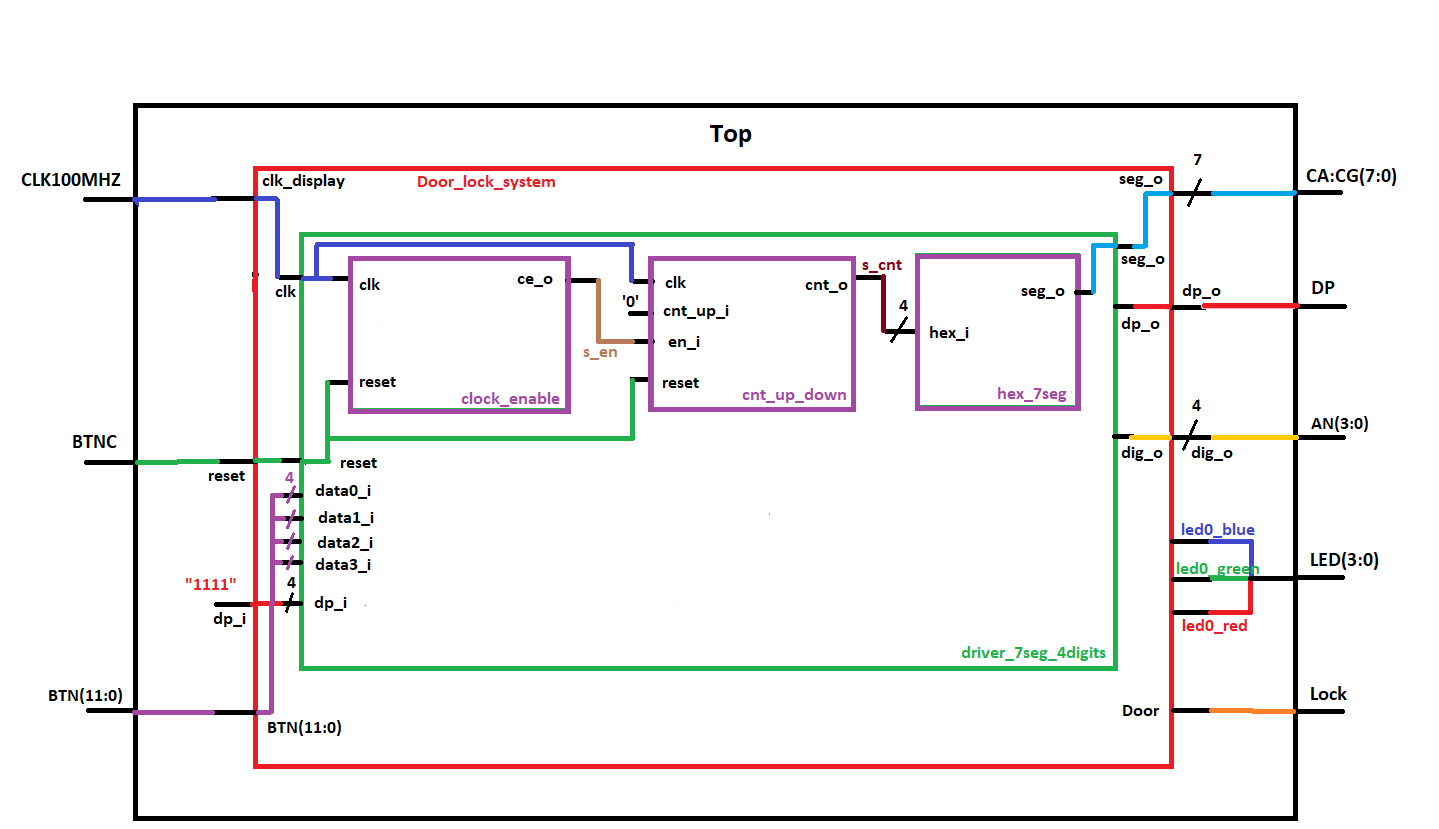 Top
7
CLK100MHZ
clk_display
Door_lock_system
seg_o
CA:CG(7:0)
seg_o
clk
clk
ce_o
clk
cnt_o
s_cnt
seg_o
'0'
cnt_up_i
4
hex_i
dp_o
DP
dp_o
s_en
en_i
reset
clock_enable
reset
cnt_up_down
hex_7seg
4
AN(3:0)
BTNC
reset
reset
dig_o
dig_o
4
data0_i
data1_i
data2_i
data3_i
led0_blue
led0_green
LED(3:0)
led0_red
"1111"
4
dp_i
dp_i
driver_7seg_4digits
BTN(11:0)
BTN(11:0)
Door
Lock